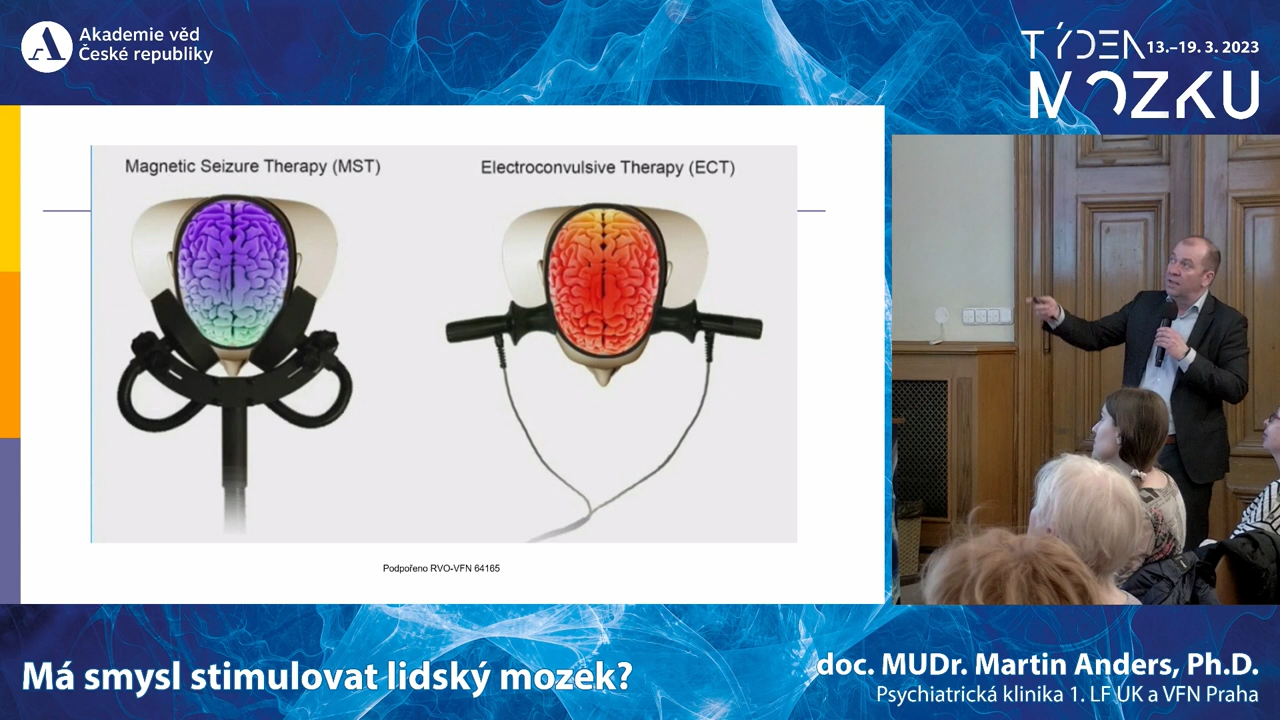 Akademie věd
České republiky
TÝDEN 13.–19. 3. 2023
MOZKU
Magnetic Seizure Therapy (MST)
Electroconvulsive Therapy (ECT)
Podpořeno RVO-VFN 64165
Má smysl stimulovat lidský mozek?
doc. MUDr. Martin Anders, Ph.D.
Psychiatrická klinika 1. LF UK a VFN Praha